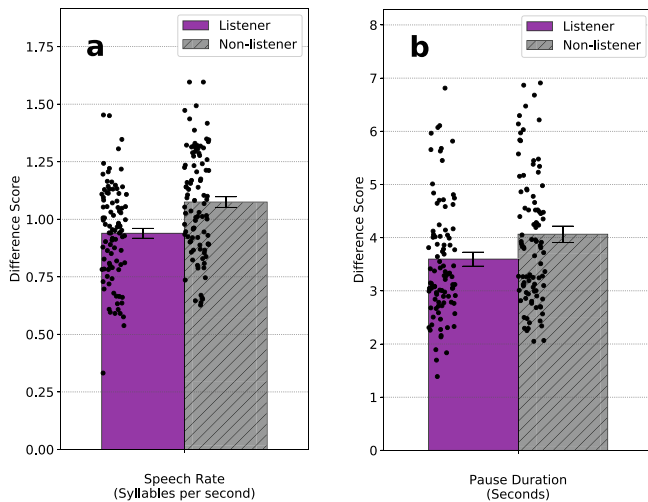 a
Listener
Non-listener
Difference Score
1.75
1.50
1.25
1.00
0.75
0.50
0.25
0.00
Speech Rate
(Syllables per second)
b
Listener
Non-listener
Difference Score
8
7
6
5
4
3
2
1
0
Pause Duration
(Seconds)